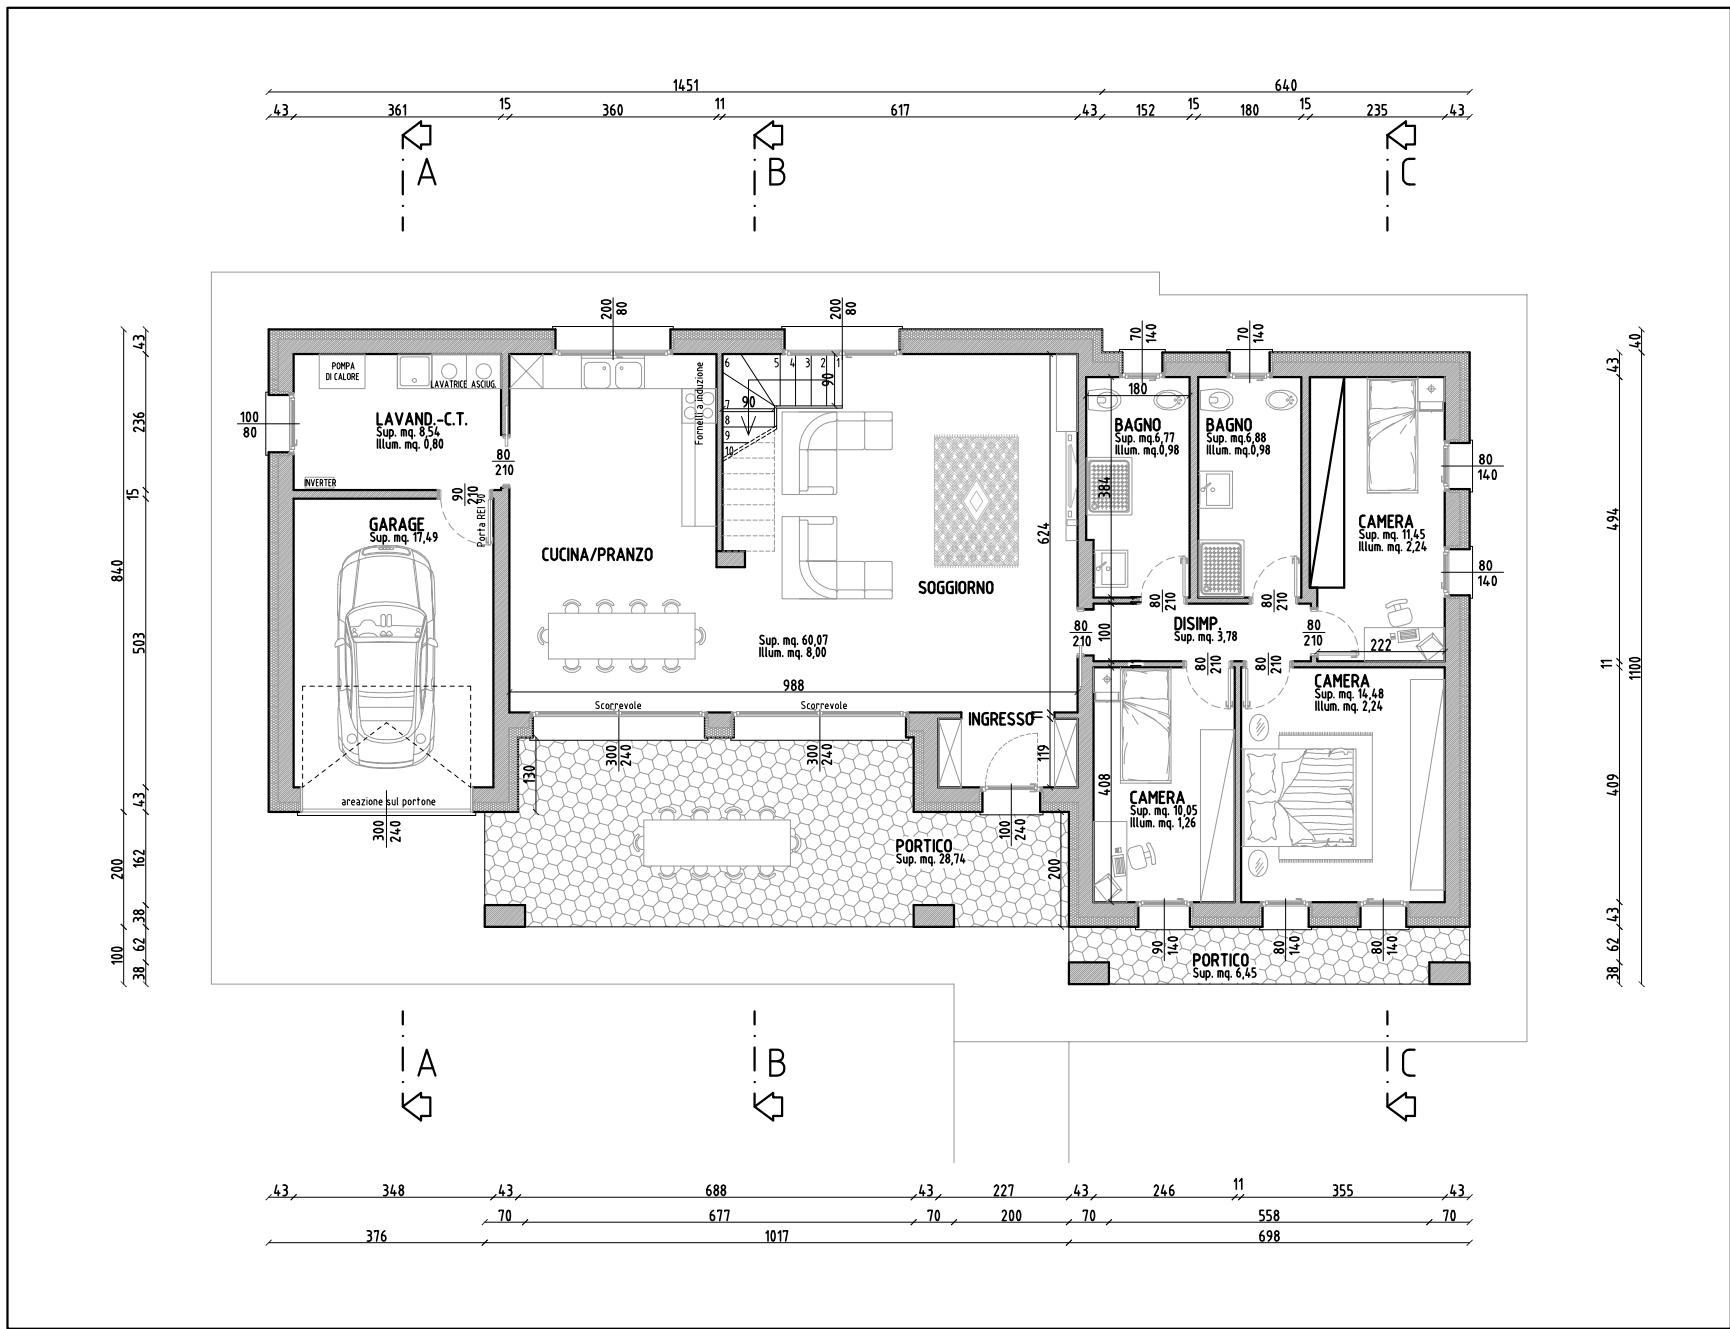 1451
640
43
361
15
360
11
617
43
152
15
180
15
235
43
A
B
C
200
80
200
80
70
140
70
140
43
236
15
840
503
43
200
162
38
100
62
38
40
43
494
11
1100
409
43
62
38
POMPA
DI CALORE
LAVATRICE ASCIUG.
LAVAND.-C.T.
Sup. mq. 8,54
Illum. mq. 0,80
100
80
INVERTER
80
210
90
210
Porta REI 90
Fornelli a induzione
6
5
4
3
2
1
90
90
7
8
9
10
180
BAGNO
Sup. mq.6,77
Illum. mq.0,98
384
BAGNO
Sup. mq.6,88
Illum. mq.0,98
80
140
CAMERA
Sup. mq. 11,45
Illum. mq. 2,24
80
140
GARAGE
Sup. mq. 17,49
CUCINA/PRANZO
SOGGIORNO
624
Sup. mq. 60,07
Illum. mq. 8,00
80
210
100
80
210
80
210
DISIMP.
Sup. mq. 3,78
80
210
222
80
210
80
210
988
Scorrevole
Scorrevole
INGRESSO
11
119
CAMERA
Sup. mq. 14,48
Illum. mq. 2,24
130
300
240
300
240
408
CAMERA
Sup. mq. 10,05
Illum. mq. 1,26
areazione sul portone
300
240
100
240
PORTICO
Sup. mq. 28,74
200
90
140
80
140
80
140
PORTICO
Sup. mq. 6,45
A
B
C
43
348
43
688
43
227
43
246
11
355
43
70
677
70
200
70
558
70
376
1017
698